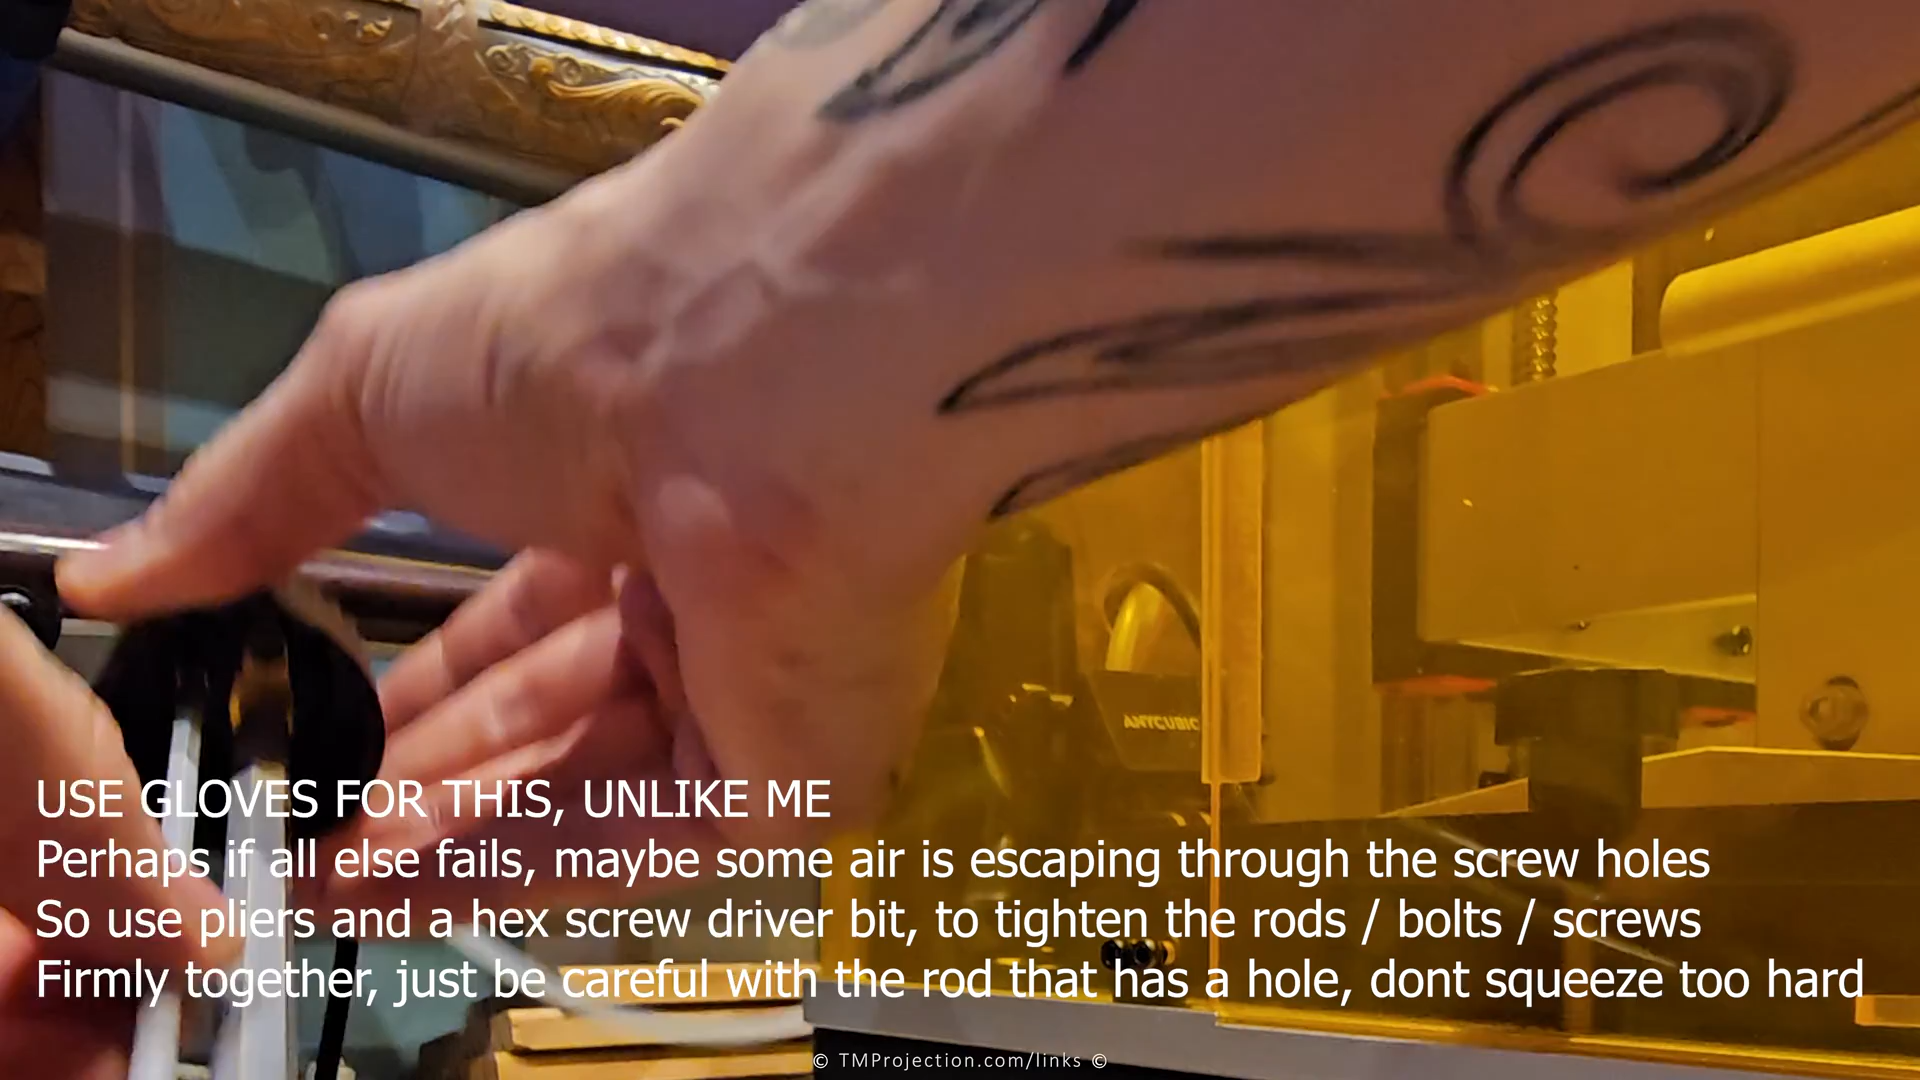 ANYCUBIC
USE GLOVES FOR THIS, UNLIKE ME
Perhaps if all else fails, maybe some air is escaping through the screw holes
So use pliers and a hex screw driver bit, to tighten the rods / bolts / screws
Firmly together, just be careful with the rod that has a hole, dont squeeze too hard
© TMProjection.com/links ©